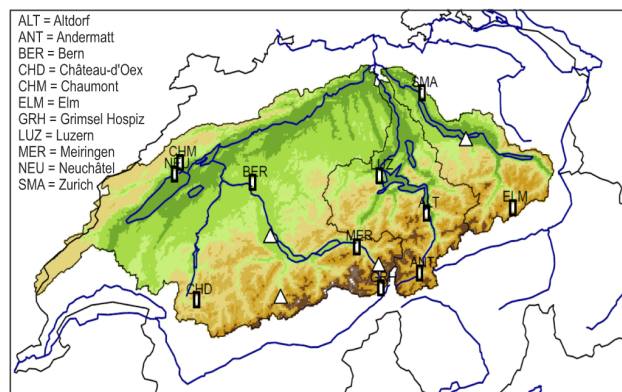 ALT = Altdorf
ANT = Andermatt
BER = Bern
CHD = Château-d'Oex
CHM = Chaumont
ELM = Elm
GRH = Grimsel Hospiz
LUZ = Luzern
MER = Meiringen
NEU = Neuchâtel
SMA = Zurich
SMA
CHM
NEU
BER
LUZ
ELM
ALT
MER
ANT
GRH
CHD